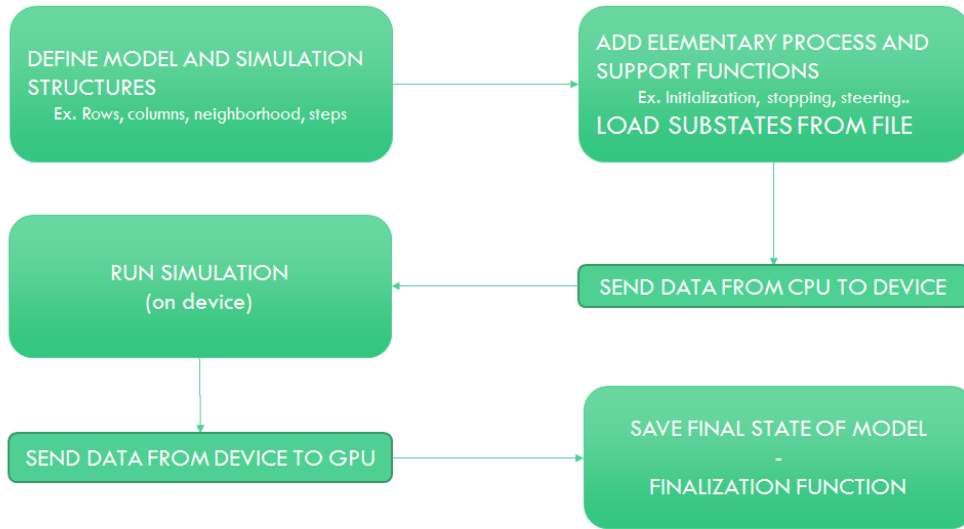 DEFINE MODEL AND SIMULATION
STRUCTURES
Ex. Rows, columns, neighborhood, steps
ADD ELEMENTARY PROCESS AND
SUPPORT FUNCTIONS
Ex. Initialization, stopping, steering..
LOAD SUBSTATES FROM FILE
SEND DATA FROM CPU TO DEVICE
RUN SIMULATION
(on device)
SEND DATA FROM DEVICE TO GPU
SAVE FINAL STATE OF MODEL
-
FINALIZATION FUNCTION